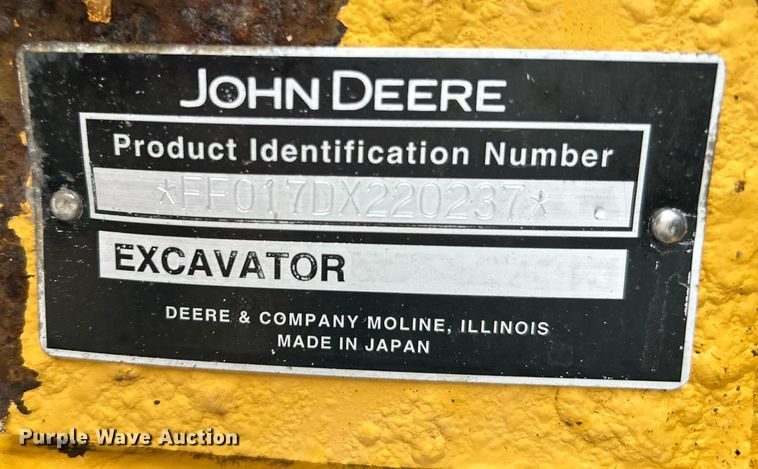 JOHN DEERE
Product Identification Number
*FF017DX220237*
EXCAVATOR
DEERE & COMPANY MOLINE, ILLINOIS
MADE IN JAPAN
Purple Wave Auction